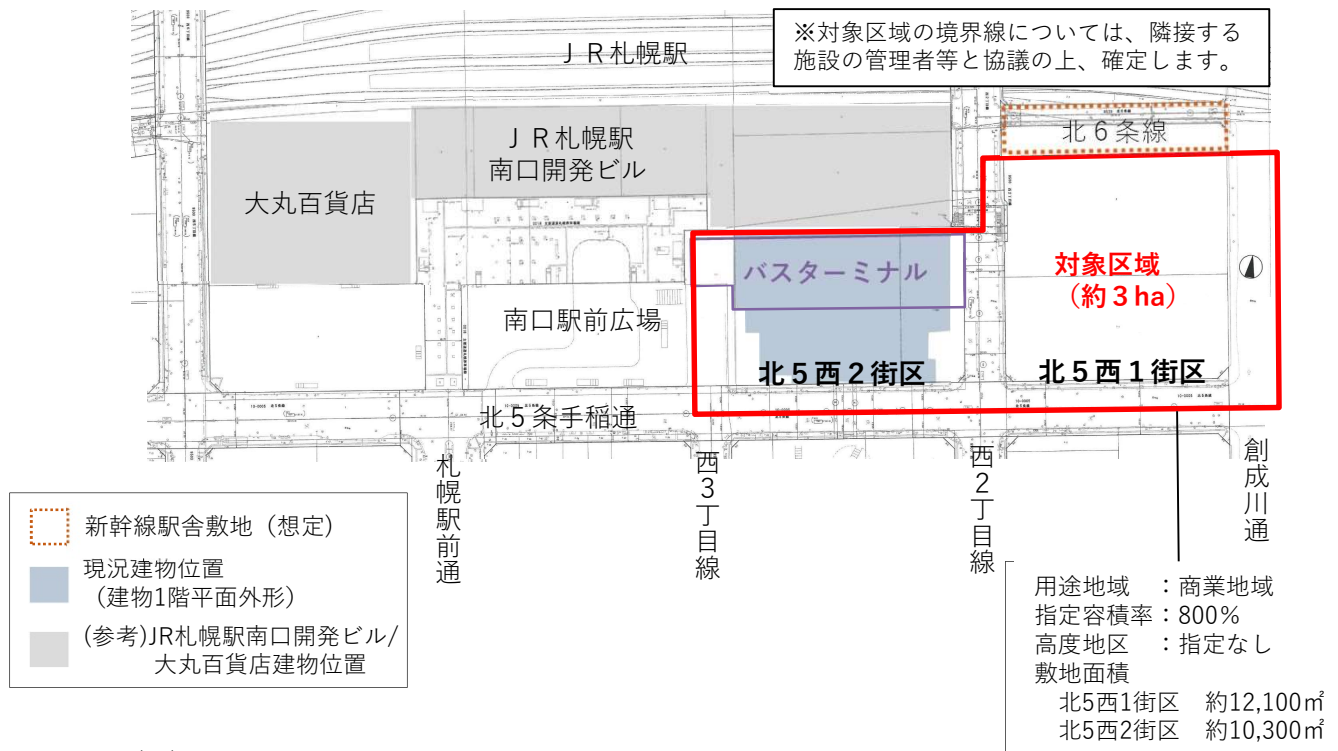 ※対象区域の境界線については、隣接する
施設の管理者等と協議の上、確定します。
ＪＲ札幌駅
北６条線
ＪＲ札幌駅
南口開発ビル
大丸百貨店
対象区域
（約３ha）
バスターミナル
南口駅前広場
北５西２街区
北５西１街区
北５条手稲通
札幌駅前通
西３丁目線
西２丁目線
創成川通
新幹線駅舎敷地（想定）
現況建物位置
（建物1階平面外形）
(参考)JR札幌駅南口開発ビル/
大丸百貨店建物位置
用途地域　：商業地域
指定容積率：800％
高度地区　：指定なし
敷地面積
北5西1街区　約12,100㎡
北5西2街区　約10,300㎡